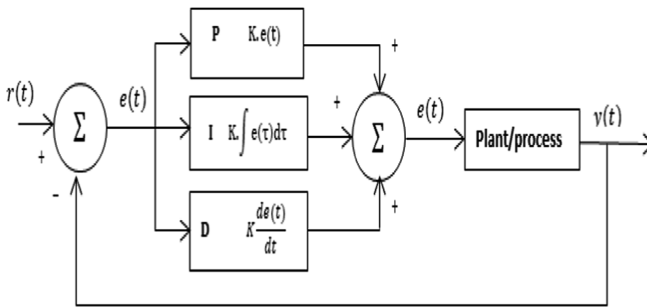 P K.e(t)
+
r(t)
e(t)
+
e(t)
y(t)
Σ
I K.∫ e(τ)dτ
Σ
Plant/process
+
−
+
D K de(t)/dt